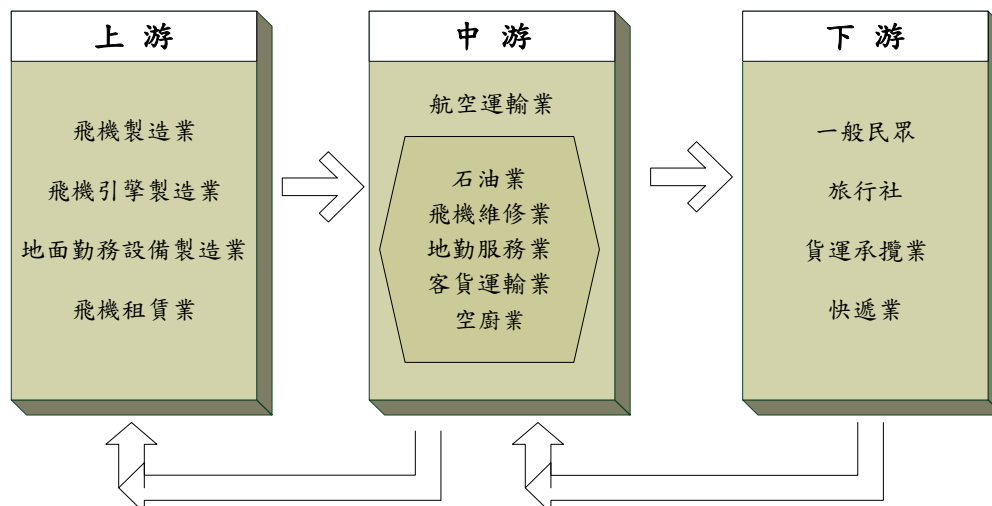 上 游
飛機製造業
飛機引擎製造業
地面勤務設備製造業
飛機租賃業
中 游
航空運輸業
石油業
飛機維修業
地勤服務業
客貨運輸業
空廚業
下 游
一般民眾
旅行社
貨運承攬業
快遞業